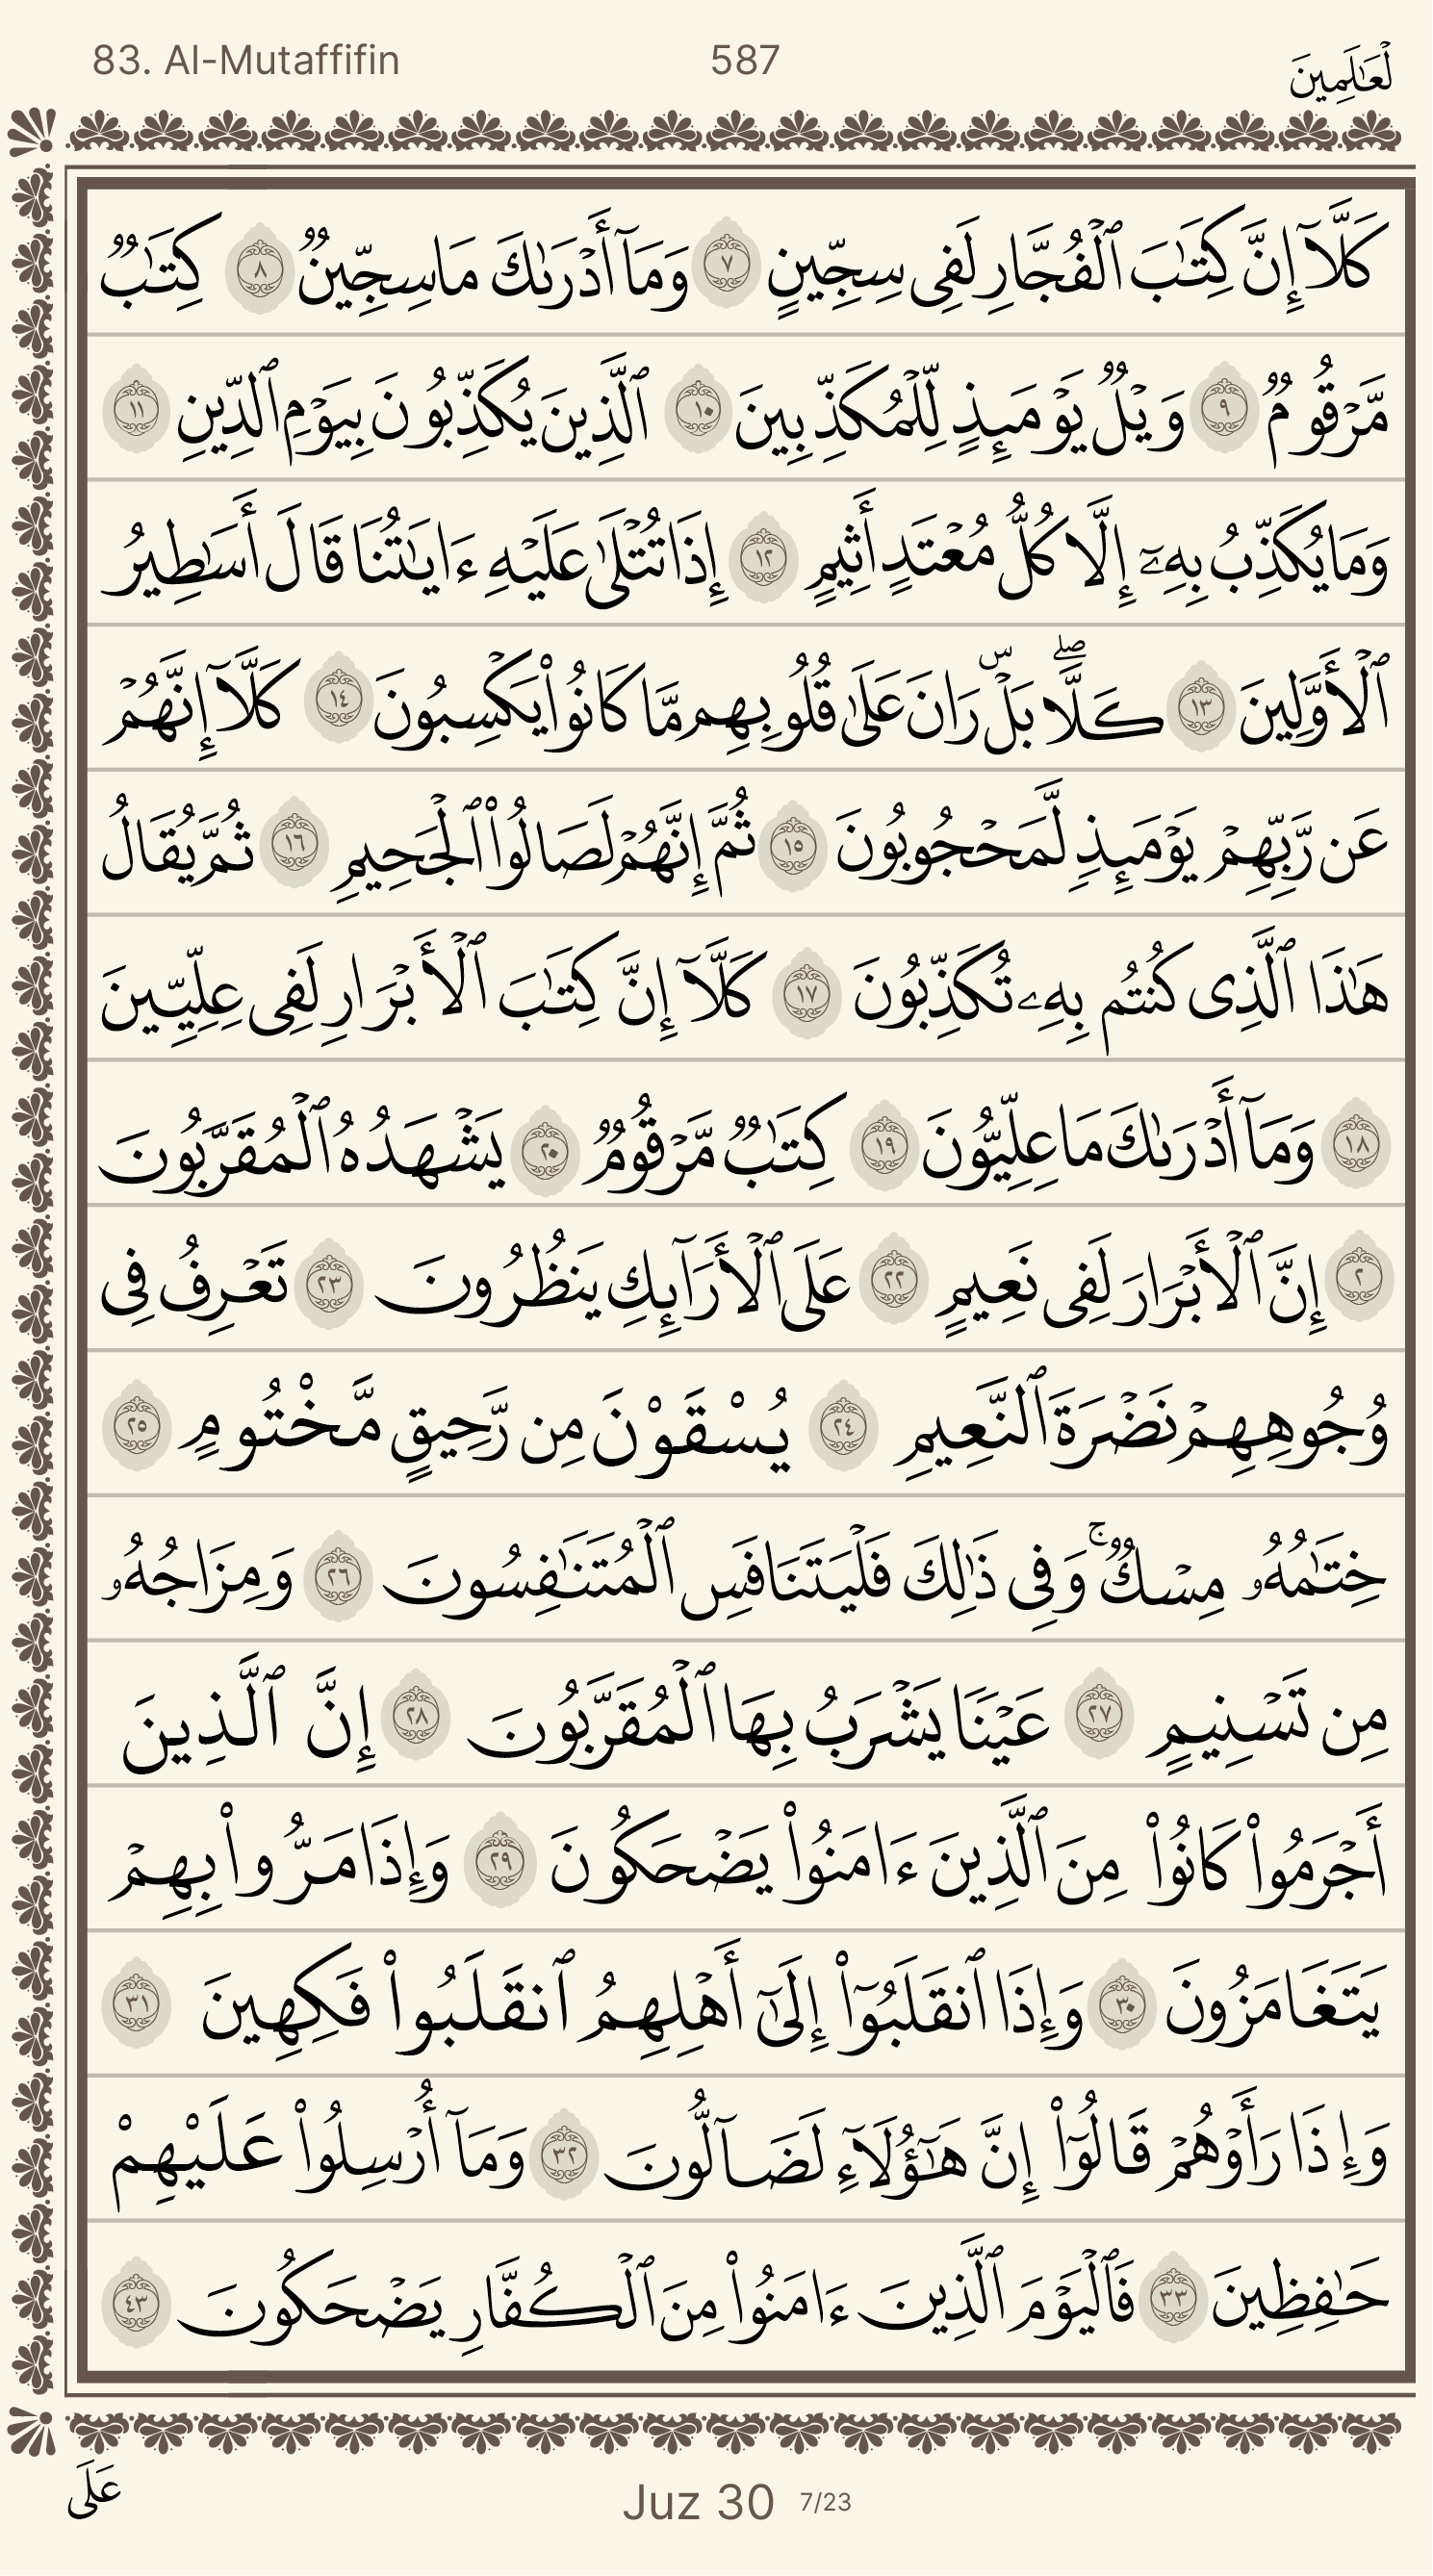 83. Al-Mutaffifin 587 لْعَـٰلَمِينَ
كَلَّآ إِنَّ كِتَـٰبَ ٱلْفُجَّارِ لَفِى سِجِّينٍ ٧ وَمَآ أَدْرَىٰكَ مَا سِجِّينٌ ٨ كِتَـٰبٌ
مَّرْقُومٌ ٩ وَيْلٌ يَوْمَئِذٍ لِّلْمُكَذِّبِينَ ١٠ ٱلَّذِينَ يُكَذِّبُونَ بِيَوْمِ ٱلدِّينِ ١١
وَمَا يُكَذِّبُ بِهِۦٓ إِلَّا كُلُّ مُعْتَدٍ أَثِيمٍ ١٢ إِذَا تُتْلَىٰ عَلَيْهِ ءَايَـٰتُنَا قَالَ أَسَـٰطِيرُ
ٱلْأَوَّلِينَ ١٣ كَلَّا ۖ بَلْ ۜ رَانَ عَلَىٰ قُلُوبِهِم مَّا كَانُوا۟ يَكْسِبُونَ ١٤ كَلَّآ إِنَّهُمْ
عَن رَّبِّهِمْ يَوْمَئِذٍ لَّمَحْجُوبُونَ ١٥ ثُمَّ إِنَّهُمْ لَصَالُوا۟ ٱلْجَحِيمِ ١٦ ثُمَّ يُقَالُ
هَـٰذَا ٱلَّذِى كُنتُم بِهِۦ تُكَذِّبُونَ ١٧ كَلَّآ إِنَّ كِتَـٰبَ ٱلْأَبْرَارِ لَفِى عِلِّيِّينَ
١٨ وَمَآ أَدْرَىٰكَ مَا عِلِّيُّونَ ١٩ كِتَـٰبٌ مَّرْقُومٌ ٢٠ يَشْهَدُهُ ٱلْمُقَرَّبُونَ
٢ إِنَّ ٱلْأَبْرَارَ لَفِى نَعِيمٍ ٢٢ عَلَى ٱلْأَرَآئِكِ يَنظُرُونَ ٢٣ تَعْرِفُ فِى
وُجُوهِهِمْ نَضْرَةَ ٱلنَّعِيمِ ٢٤ يُسْقَوْنَ مِن رَّحِيقٍ مَّخْتُومٍ ٢٥
خِتَـٰمُهُۥ مِسْكٌ ۚ وَفِى ذَٰلِكَ فَلْيَتَنَافَسِ ٱلْمُتَنَـٰفِسُونَ ٢٦ وَمِزَاجُهُۥ
مِن تَسْنِيمٍ ٢٧ عَيْنًا يَشْرَبُ بِهَا ٱلْمُقَرَّبُونَ ٢٨ إِنَّ ٱلَّذِينَ
أَجْرَمُوا۟ كَانُوا۟ مِنَ ٱلَّذِينَ ءَامَنُوا۟ يَضْحَكُونَ ٢٩ وَإِذَا مَرُّوا۟ بِهِمْ
يَتَغَامَزُونَ ٣٠ وَإِذَا ٱنقَلَبُوٓا۟ إِلَىٰٓ أَهْلِهِمُ ٱنقَلَبُوا۟ فَكِهِينَ ٣١
وَإِذَا رَأَوْهُمْ قَالُوٓا۟ إِنَّ هَـٰٓؤُلَآءِ لَضَآلُّونَ ٣٢ وَمَآ أُرْسِلُوا۟ عَلَيْهِمْ
حَـٰفِظِينَ ٣٣ فَٱلْيَوْمَ ٱلَّذِينَ ءَامَنُوا۟ مِنَ ٱلْكُفَّارِ يَضْحَكُونَ ٤٣
عَلَى Juz 30 7/23